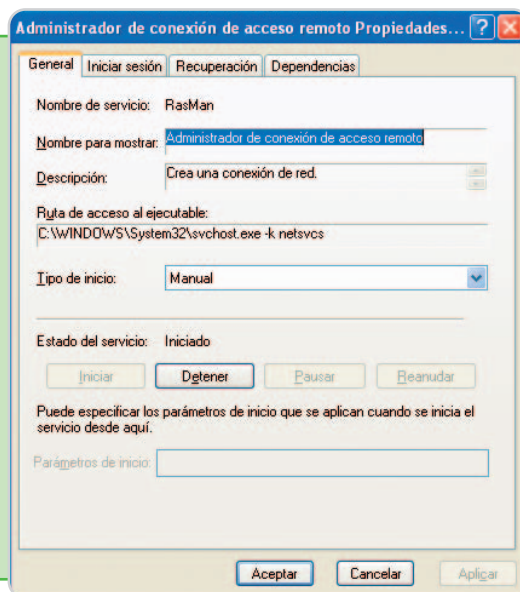 Administrador de conexión de acceso remoto Propiedades...
General Iniciar sesión Recuperación Dependencias
Nombre de servicio: RasMan
Nombre para mostrar: Administrador de conexión de acceso remoto
Descripción: Crea una conexión de red.
Ruta de acceso al ejecutable:
C:\WINDOWS\System32\svchost.exe -k netsvcs
Tipo de inicio: Manual
Estado del servicio: Iniciado
Iniciar Detener Pausar Reanudar
Puede especificar los parámetros de inicio que se aplican cuando se inicia el
servicio desde aquí.
Parámetros de inicio:
Aceptar Cancelar Aplicar